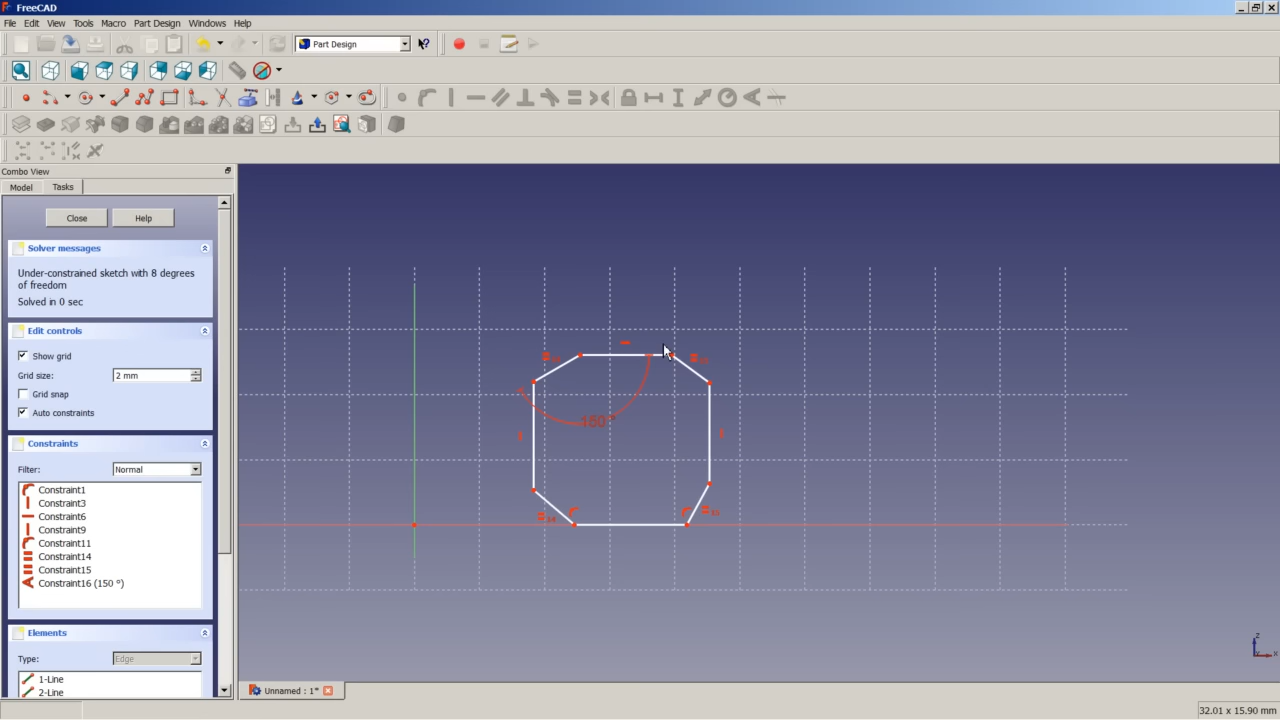 FreeCAD
File Edit View Tools Macro Part Design Windows Help
Part Design
Combo View
Model Tasks
Close Help
Solver messages
Under-constrained sketch with 8 degrees
of freedom
Solved in 0 sec
Edit controls
Show grid
Grid size: 2 mm
Grid snap
Auto constraints
Constraints
Filter: Normal
Constraint1
Constraint3
Constraint6
Constraint9
Constraint11
Constraint14
Constraint15
Constraint16 (150 °)
Elements
Type: Edge
1-Line
2-Line
150 °
Z
X
Unnamed : 1*
32.01 x 15.90 mm